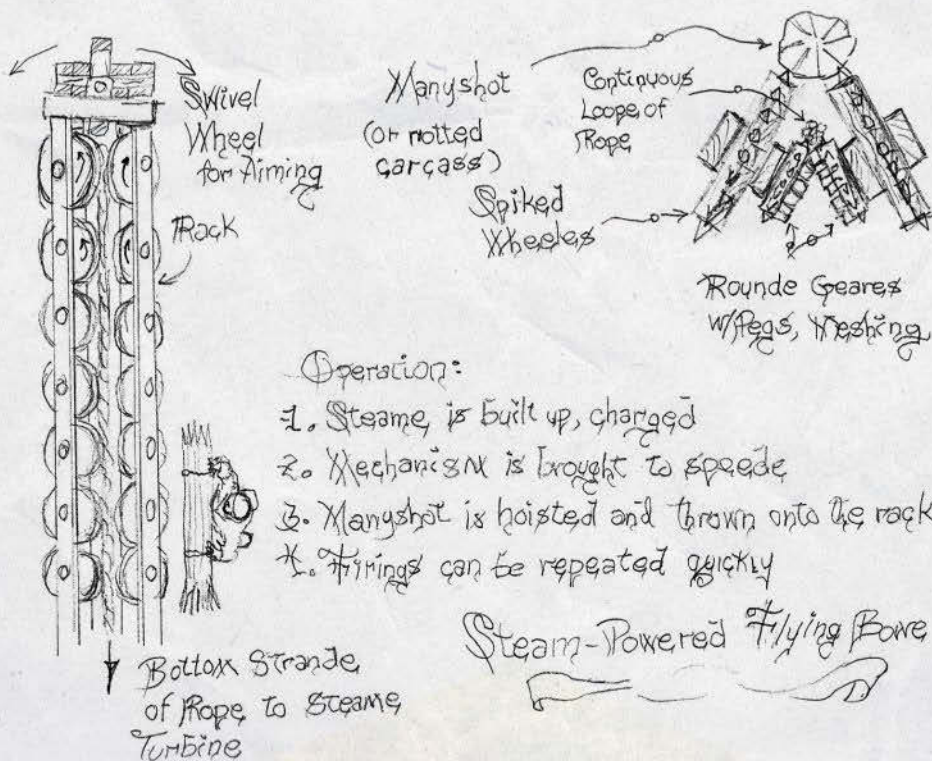 Swivel
Wheel
for Aiming
Rack
Manyshot
(or rotted
carcass)
Continuous
Loope of
Rope
Spiked
Wheeles
Rounde Geares
w/Pegs, Meshing
Operation:
1. Steame is built up, charged
2. Mechanism is brought to speede
3. Manyshot is hoisted and thrown onto the rack
4. Firings can be repeated quickly
Steam-Powered Flying Bowe
Bottom Strande
of Rope to Steame
Turbine